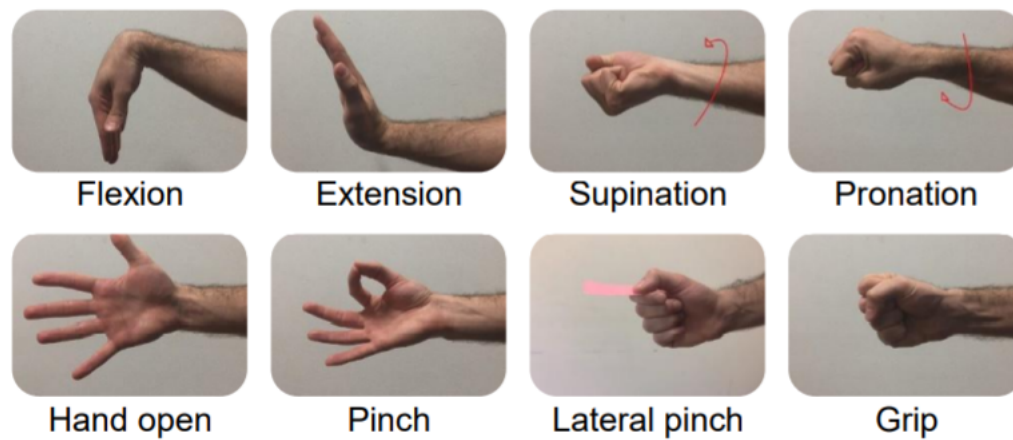 Flexion
Extension
Supination
Pronation
Hand open
Pinch
Lateral pinch
Grip